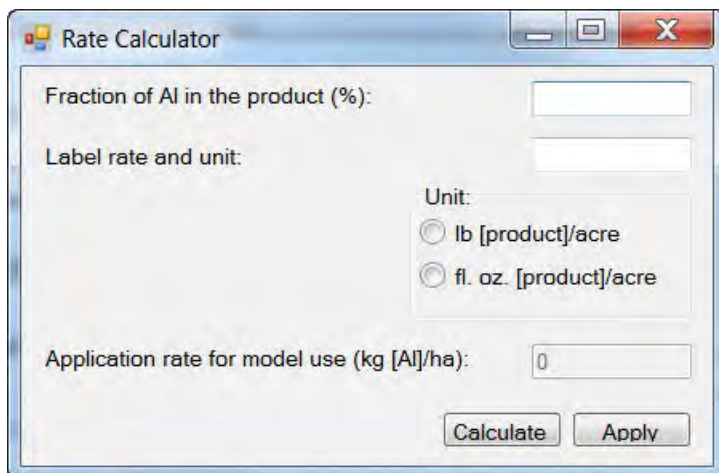 Rate Calculator
Fraction of AI in the product (%):
Label rate and unit:
Unit:
lb [product]/acre
fl. oz. [product]/acre
Application rate for model use (kg [AI]/ha):
0
Calculate Apply